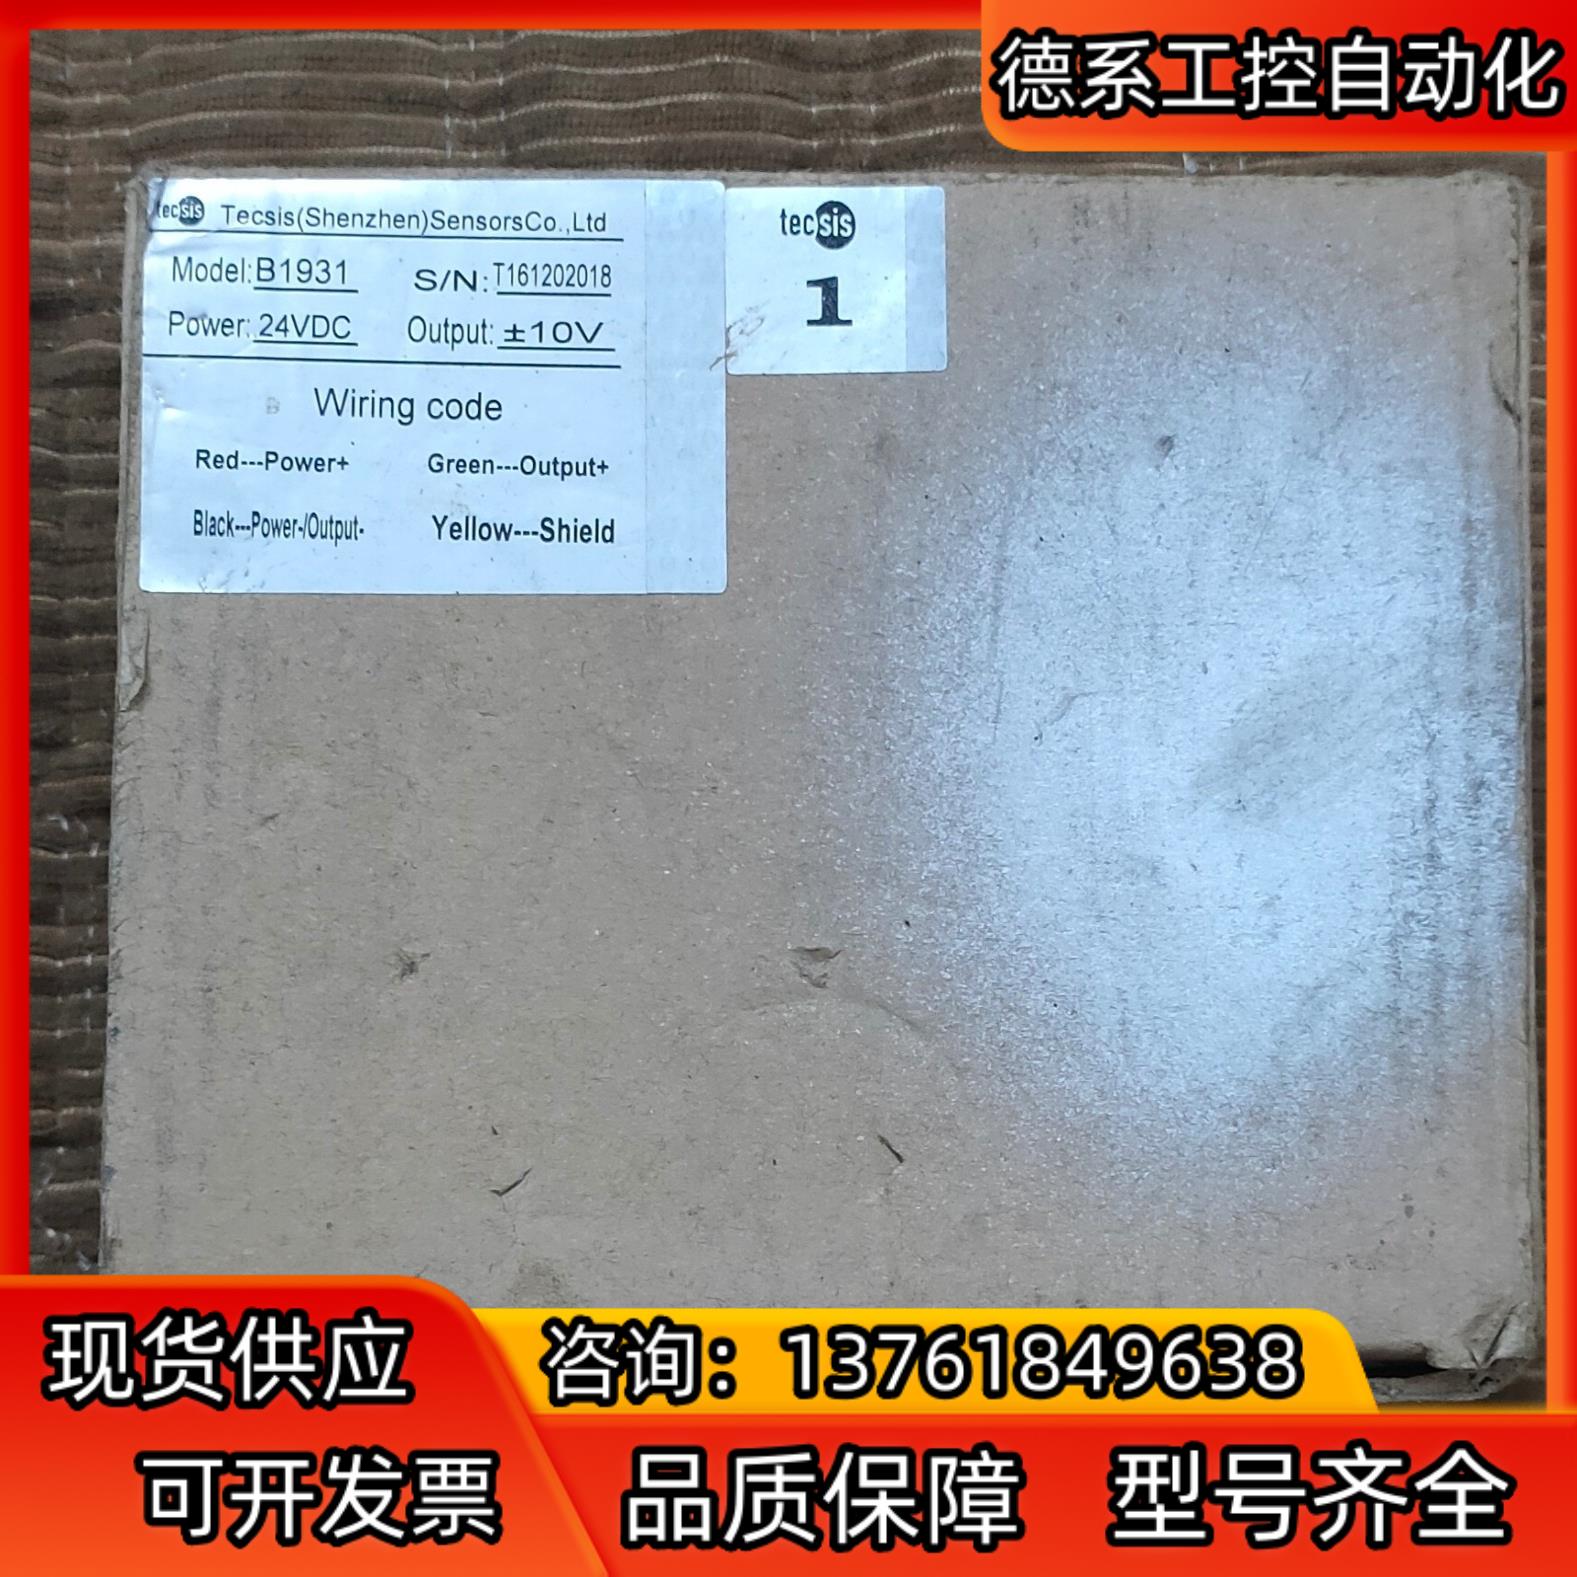 德系工控自动化
tecsis Tecsis(Shenzhen)SensorsCo.,Ltd
Model:B1931 S/N:T161202018
Power:24VDC Output:±10V
Wiring code
Red---Power+ Green---Output+
Black---Power-/Output- Yellow---Shield
tecsis
1
现货供应
咨询：13761849638
可开发票 品质保障 型号齐全